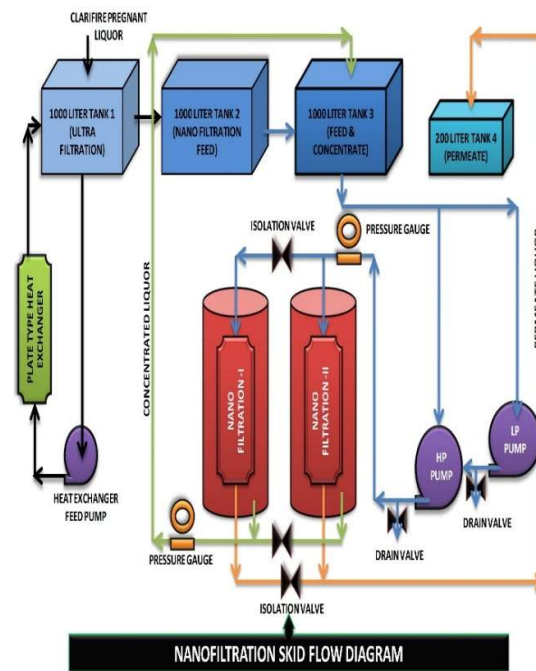 CLARIFIRE PREGNANT
LIQUOR
1000 LITER TANK 1
(ULTRA
FILTRATION)
1000 LITER TANK 2
(NANO FILTRATION
FEED)
1000 LITER TANK 3
(FEED &
CONCENTRATE)
200 LITER TANK 4
(PERMEATE)
ISOLATION VALVE
PRESSURE GAUGE
PLATE TYPE HEAT
EXCHANGER
CONCENTRATED LIQUOR
PERMEATE LIQUOR
NANO
FILTRATION -I
NANO
FILTRATION -II
HP
PUMP
LP
PUMP
HEAT EXCHANGER
FEED PUMP
PRESSURE GAUGE
DRAIN VALVE
DRAIN VALVE
ISOLATION VALVE
NANOFILTRATION SKID FLOW DIAGRAM